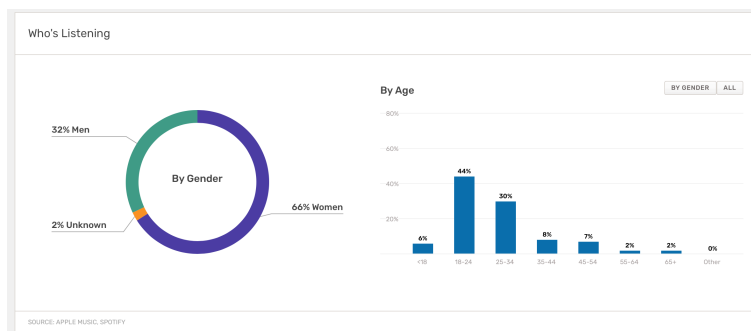 Who's Listening
By Gender
32% Men
2% Unknown
66% Women
By Age
BY GENDER
ALL
80%
60%
40%
20%
6%
44%
30%
8%
7%
2%
2%
0%
<18
18-24
25-34
35-44
45-54
55-64
65+
Other
SOURCE: APPLE MUSIC, SPOTIFY